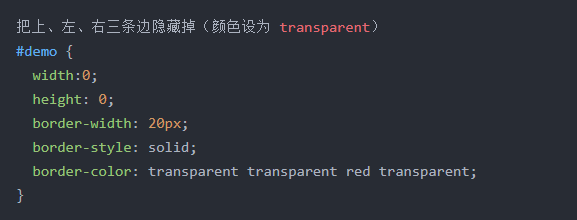 把上、左、右三条边隐藏掉（颜色设为 transparent）
#demo {
  width:0;
  height: 0;
  border-width: 20px;
  border-style: solid;
  border-color: transparent transparent red transparent;
}